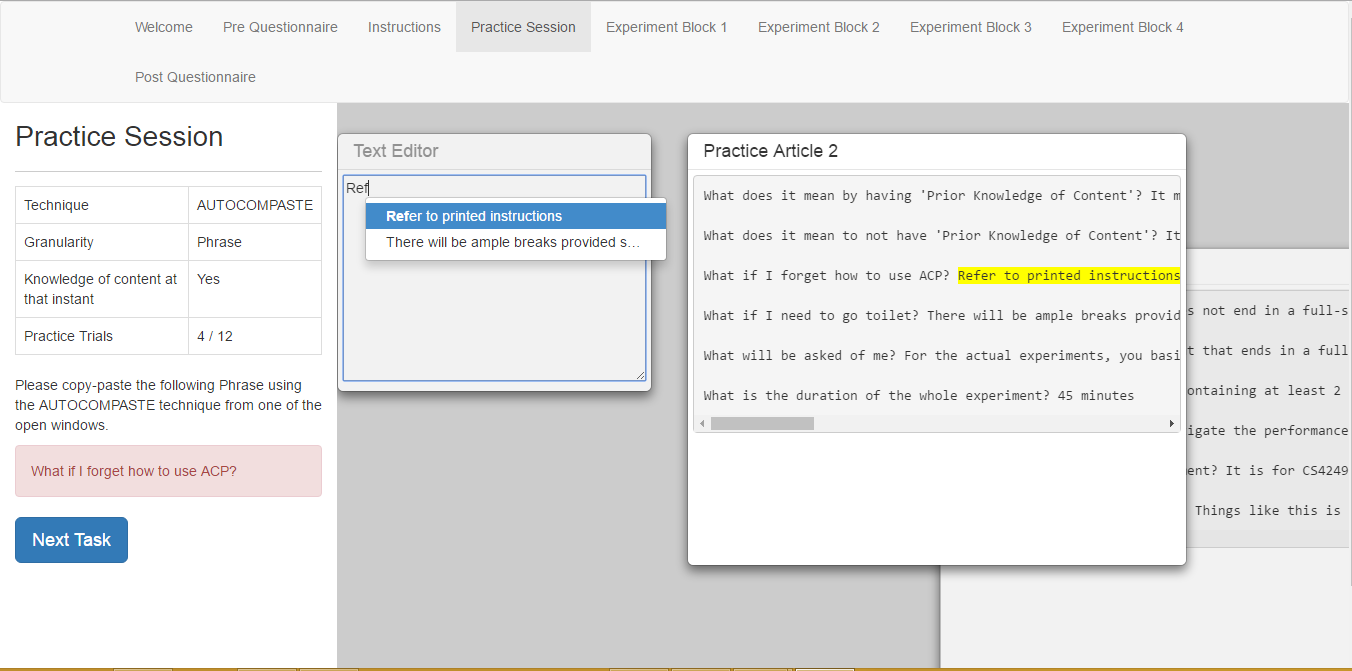 Welcome Pre Questionnaire Instructions Practice Session Experiment Block 1 Experiment Block 2 Experiment Block 3 Experiment Block 4
Post Questionnaire
Practice Session
Technique AUTOCOMPASTE
Granularity Phrase
Knowledge of content at that instant Yes
Practice Trials 4 / 12
Please copy-paste the following Phrase using
the AUTOCOMPASTE technique from one of the
open windows.
What if I forget how to use ACP?
Next Task
Text Editor
Ref
Refer to printed instructions
There will be ample breaks provided s...
Practice Article 2
What does it mean by having 'Prior Knowledge of Content'? It m
What does it mean to not have 'Prior Knowledge of Content'? It
What if I forget how to use ACP? Refer to printed instructions
What if I need to go toilet? There will be ample breaks provid
What will be asked of me? For the actual experiments, you basi
What is the duration of the whole experiment? 45 minutes
s not end in a full-s
t that ends in a full
ontaining at least 2
igate the performance
ent? It is for CS4249
Things like this is